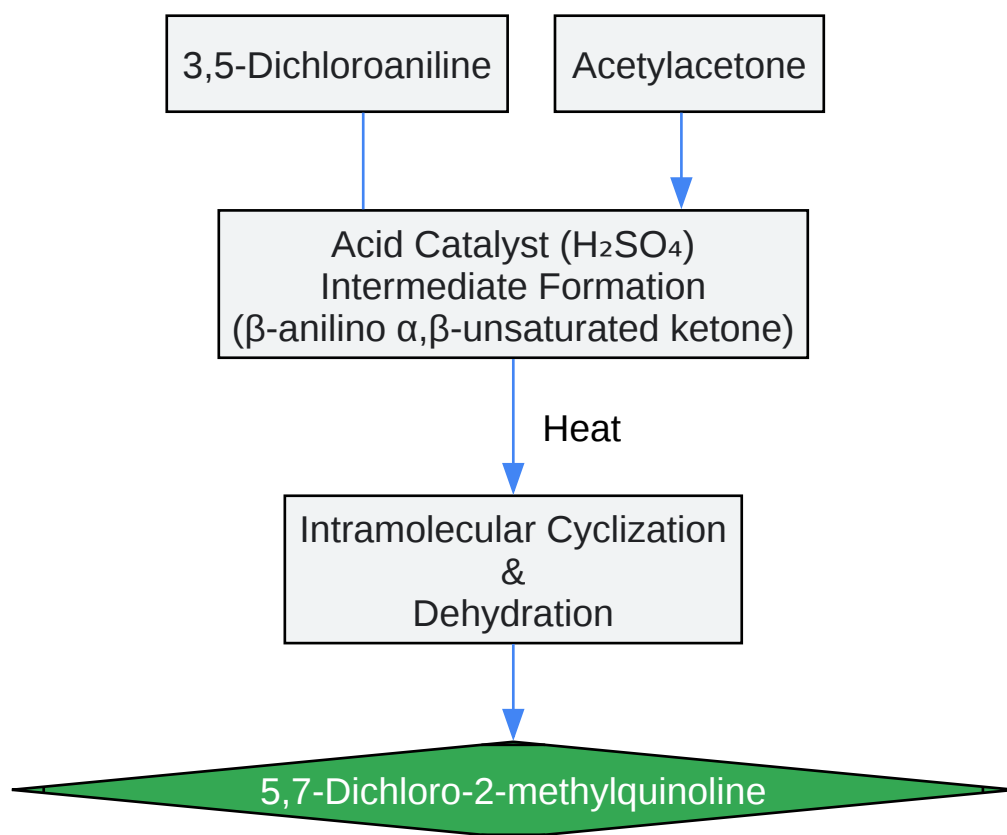 3,5-Dichloroaniline
Acetylacetone
Acid Catalyst (H₂SO₄)
Intermediate Formation
(β-anilino α,β-unsaturated ketone)
Heat
Intramolecular Cyclization
&
Dehydration
5,7-Dichloro-2-methylquinoline